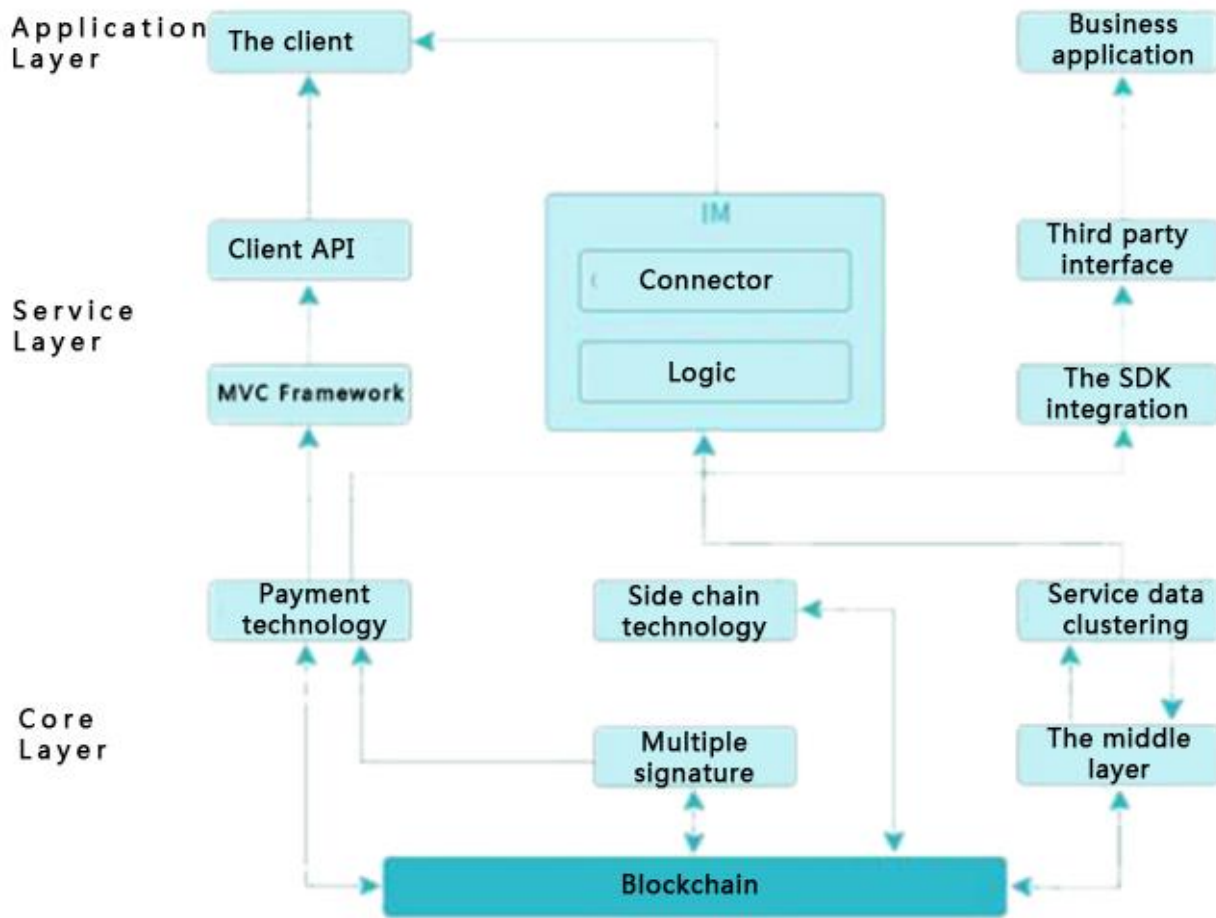 Application
Layer
The client
Business
application
IM
Client API
Connector
Third party
interface
Service
Layer
MVC Framework
Logic
The SDK
integration
Payment
technology
Side chain
technology
Service data
clustering
Core
Layer
Multiple
signature
The middle
layer
Blockchain